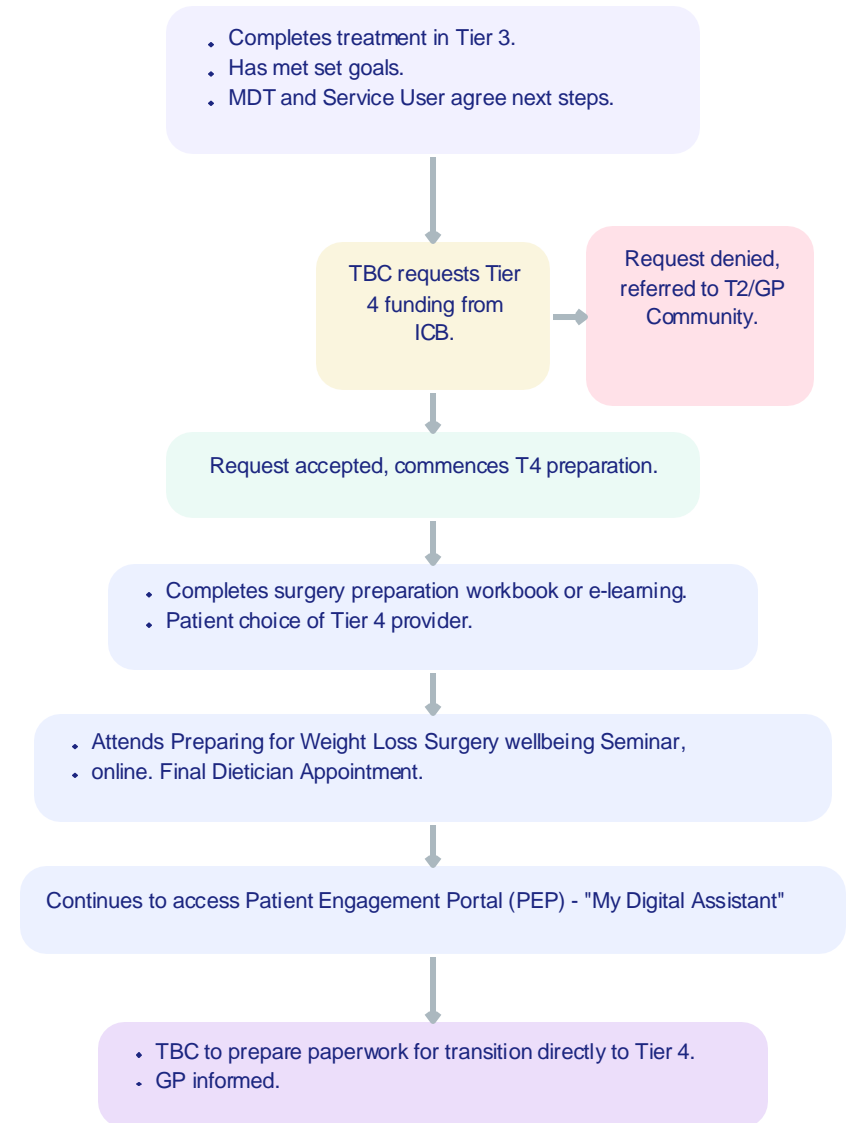 • Completes treatment in Tier 3.
• Has met set goals.
• MDT and Service User agree next steps.
TBC requests Tier
4 funding from
ICB.
Request denied,
referred to T2/GP
Community.
Request accepted, commences T4 preparation.
• Completes surgery preparation workbook or e-learning.
• Patient choice of Tier 4 provider.
• Attends Preparing for Weight Loss Surgery wellbeing Seminar,
• online. Final Dietician Appointment.
Continues to access Patient Engagement Portal (PEP) - "My Digital Assistant"
• TBC to prepare paperwork for transition directly to Tier 4.
• GP informed.